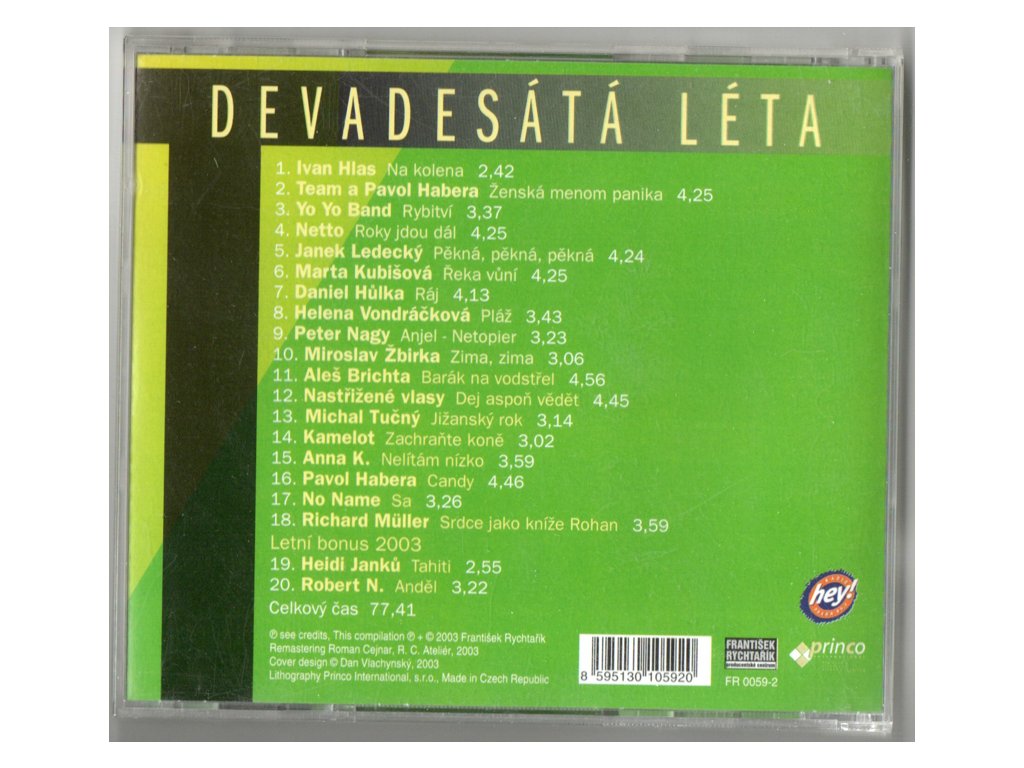 DEVADESÁTÁ LÉTA
1. Ivan Hlas Na kolena 2,42
2. Team a Pavol Habera Ženská menom panika 4,25
3. Yo Yo Band Rybitví 3,37
4. Netto Roky jdou dál 4,25
5. Janek Ledecký Pěkná, pěkná, pěkná 4,24
6. Marta Kubišová Řeka vůní 4,25
7. Daniel Hůlka Ráj 4,13
8. Helena Vondráčková Pláž 3,43
9. Peter Nagy Anjel - Netopier 3,23
10. Miroslav Žbirka Zima, zima 3,06
11. Aleš Brichta Barák na vodstřel 4,56
12. Nastřižené vlasy Dej aspoň vědět 4,45
13. Michal Tučný Jižanský rok 3,14
14. Kamelot Zachraňte koně 3,02
15. Anna K. Nelítám nízko 3,59
16. Pavol Habera Candy 4,46
17. No Name Sa 3,26
18. Richard Müller Srdce jako kníže Rohan 3,59
Letní bonus 2003
19. Heidi Janků Tahiti 2,55
20. Robert N. Anděl 3,22
Celkový čas 77,41
℗ see credits, This compilation ℗ + © 2003 František Rychtařík
Remastering Roman Cejnar, R. C. Ateliér, 2003
Cover design © Dan Vlachynský, 2003
Lithography Princo International, s.r.o., Made in Czech Republic
8 595130 105920
FRANTIŠEK
RYCHTAŘÍK
producentské centrum
FR 0059-2
hey!
princo